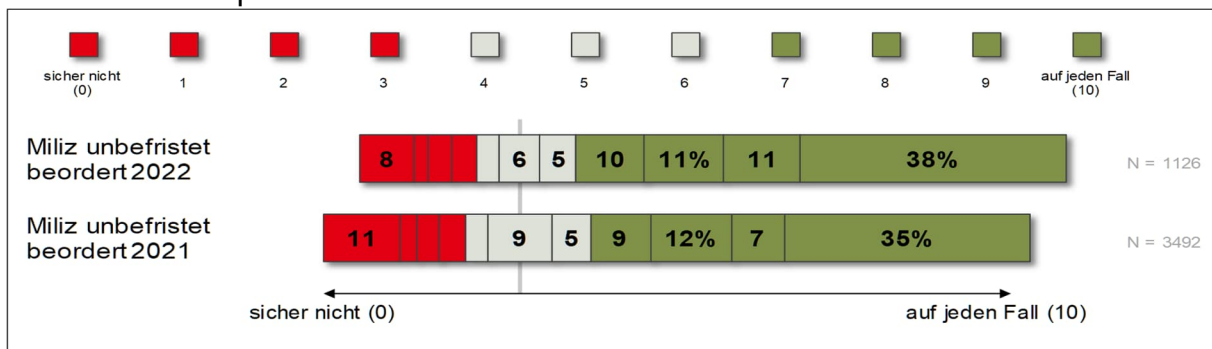 sicher nicht
(0)
1
2
3
4
5
6
7
8
9
auf jeden Fall
(10)
Miliz unbefristet
beordert 2022
8 6 5 10 11% 11 38%
N = 1126
Miliz unbefristet
beordert 2021
11 9 5 9 12% 7 35%
N = 3492
sicher nicht (0) auf jeden Fall (10)